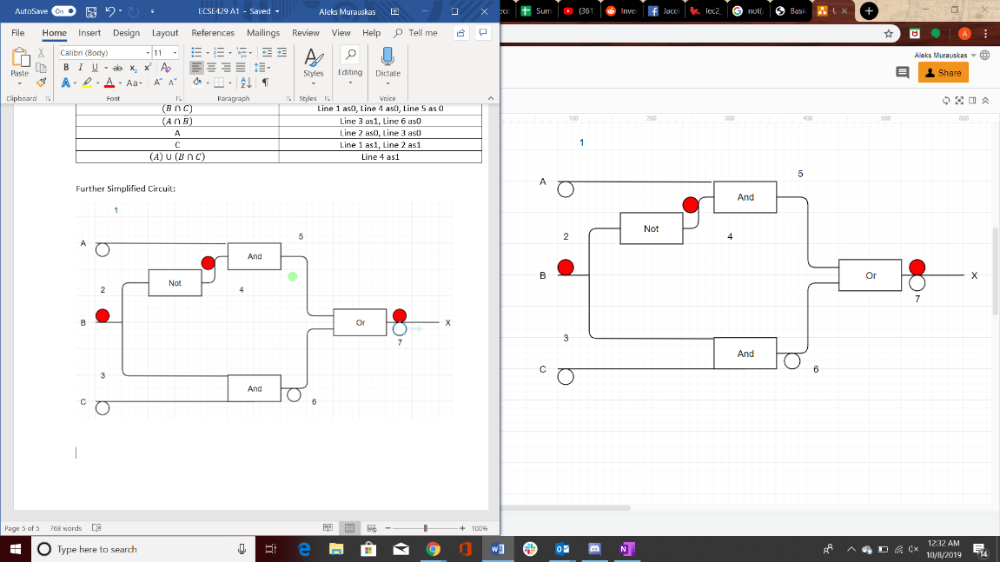 AutoSave On ECSE429 A1 - Saved Aleks Murauskas
File Home Insert Design Layout References Mailings Review View Help Tell me
Calibri (Body) 11
Paste
B I U ab x₂ x² A
A A Aa A A
Styles Editing Dictate
Clipboard Font Paragraph Styles Voice
(B ∩ C) Line 1 as0, Line 4 as0, Line 5 as 0
(A ∩ B) Line 3 as1, Line 6 as0
A Line 2 as0, Line 3 as0
C Line 1 as1, Line 2 as1
(A) ∪ (B ∩ C) Line 4 as1
Further Simplified Circuit:
1
5
A
And
Not
2
4
B
Or
X
7
3
And
C
6
Page 5 of 5 768 words 100%
Sum (361) Inve Jacel lec2_ not( Basi
A
Aleks Murauskas
Share
100 200 300 400 500 600
1
5
A
And
Not
2
4
B
Or
X
7
3
And
C
6
Type here to search
12:32 AM
10/8/2019
14